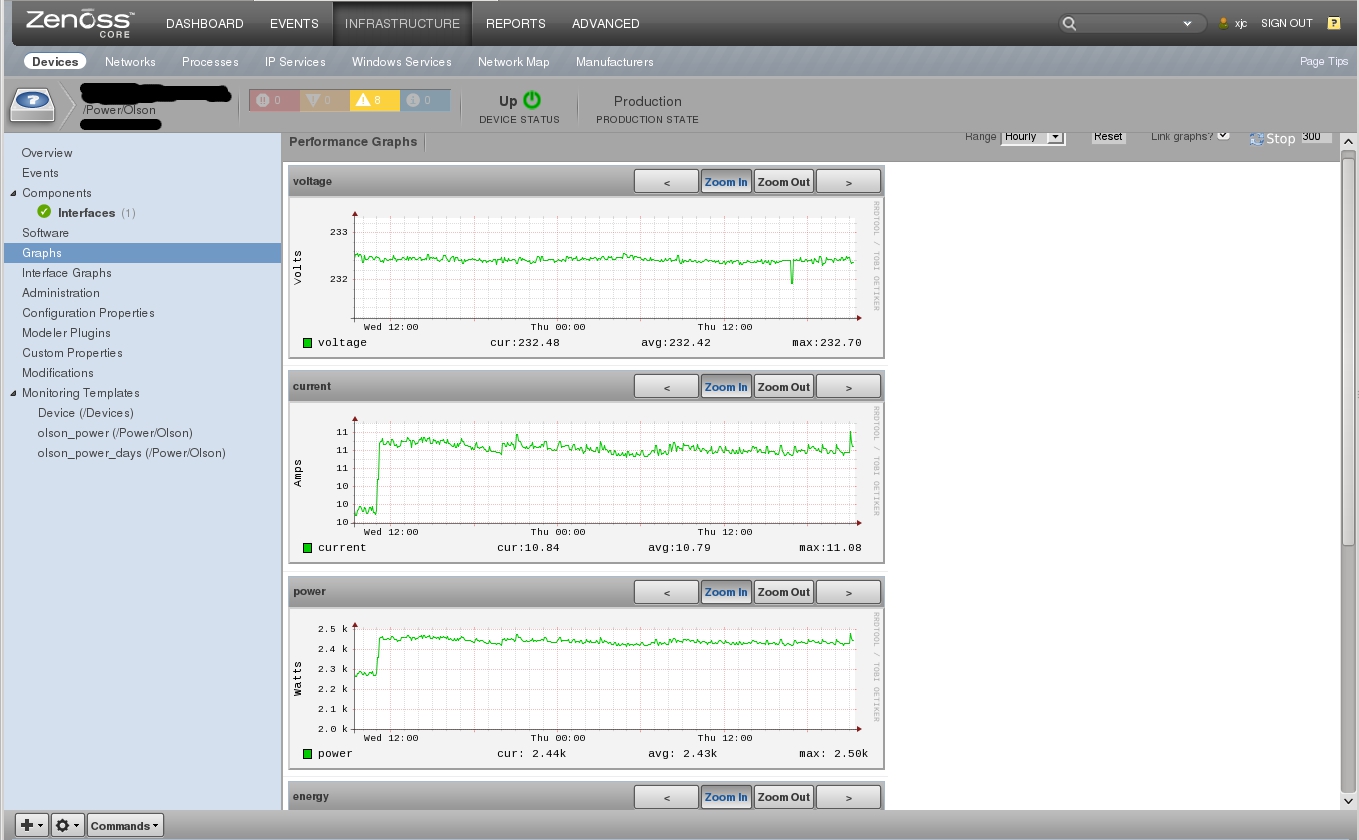 Zenoss CORE
DASHBOARD EVENTS INFRASTRUCTURE REPORTS ADVANCED
xjc SIGN OUT ?
Devices Networks Processes IP Services Windows Services Network Map Manufacturers Page Tips
/Power/Olson
0 0 8 0
Up
DEVICE STATUS
Production
PRODUCTION STATE
Overview
Events
Components
Interfaces (1)
Software
Graphs
Interface Graphs
Administration
Configuration Properties
Modeler Plugins
Custom Properties
Modifications
Monitoring Templates
Device (/Devices)
olson_power (/Power/Olson)
olson_power_days (/Power/Olson)
Performance Graphs Range Hourly Reset Link graphs? Stop 300
voltage < Zoom In Zoom Out >
233
232
volts
RRDTOOL / TOBI OETIKER
Wed 12:00 Thu 00:00 Thu 12:00
voltage cur:232.48 avg:232.42 max:232.70
current < Zoom In Zoom Out >
11
11
11
10
10
10
Amps
RRDTOOL / TOBI OETIKER
Wed 12:00 Thu 00:00 Thu 12:00
current cur:10.84 avg:10.79 max:11.08
power < Zoom In Zoom Out >
2.5 k
2.4 k
2.3 k
2.2 k
2.1 k
2.0 k
Watts
RRDTOOL / TOBI OETIKER
Wed 12:00 Thu 00:00 Thu 12:00
power cur: 2.44k avg: 2.43k max: 2.50k
energy < Zoom In Zoom Out >
Commands